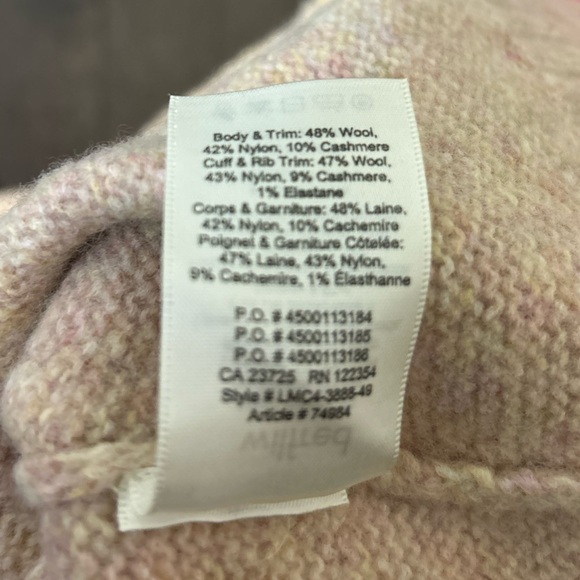 Body & Trim: 48% Wool,
42% Nylon, 10% Cashmere
Cuff & Rib Trim: 47% Wool,
43% Nylon, 9% Cashmere,
1% Elastane
Corps & Garniture: 48% Laine,
42% Nylon, 10% Cachemire
Poignet & Garniture Côtelée:
47% Laine, 43% Nylon,
9% Cachemire, 1% Élasthanne
P.O. # 4500113184
P.O. # 4500113185
P.O. # 4500113186
CA 23725 RN 122354
Style # LMC4-3888-49
Article # 74984
wilfred